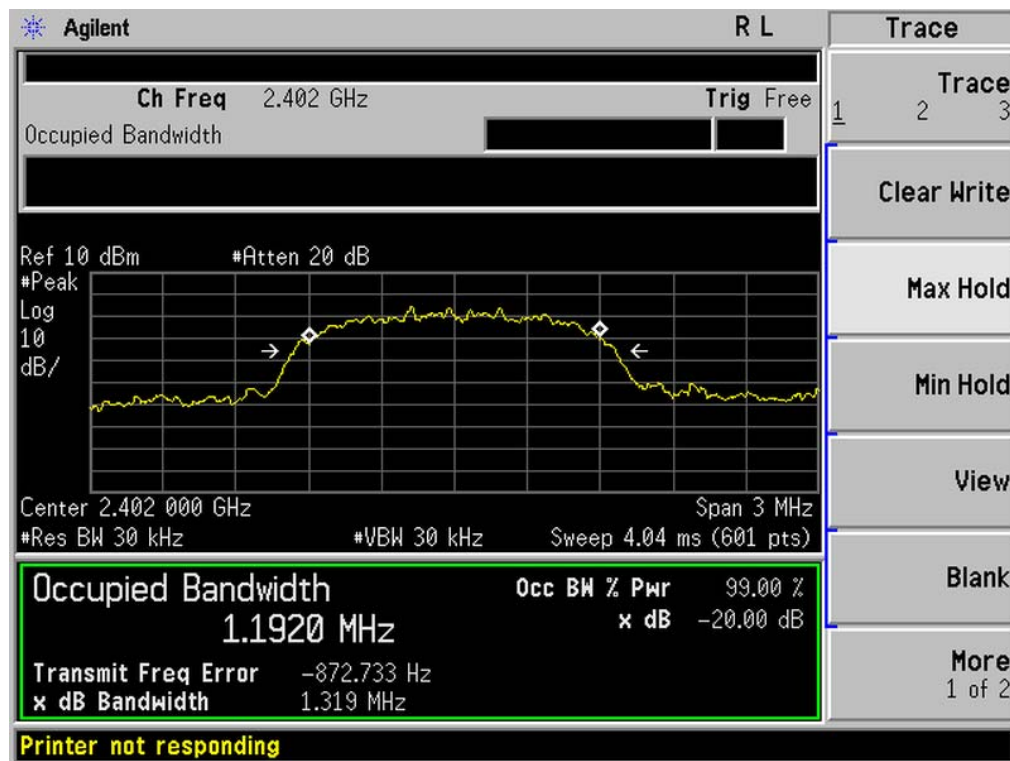 Agilent R L Trace
Ch Freq 2.402 GHz Trig Free
Occupied Bandwidth
Trace
1 2 3
Clear Write
Ref 10 dBm #Atten 20 dB
#Peak
Log
10
dB/
Max Hold
Min Hold
View
Center 2.402 000 GHz Span 3 MHz
#Res BW 30 kHz #VBW 30 kHz Sweep 4.04 ms (601 pts)
Occupied Bandwidth Occ BW % Pwr 99.00 %
1.1920 MHz x dB -20.00 dB
Transmit Freq Error -872.733 Hz
x dB Bandwidth 1.319 MHz
Blank
More
1 of 2
Printer not responding